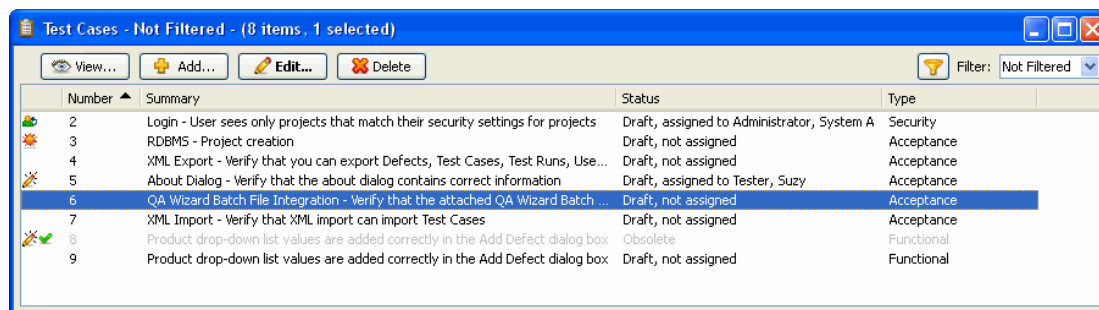 Test Cases - Not Filtered - (8 items, 1 selected)
View... Add... Edit... Delete Filter: Not Filtered
Number Summary Status Type
2 Login - User sees only projects that match their security settings for projects Draft, assigned to Administrator, System A Security
3 RDBMS - Project creation Draft, not assigned Acceptance
4 XML Export - Verify that you can export Defects, Test Cases, Test Runs, Use... Draft, not assigned Acceptance
5 About Dialog - Verify that the about dialog contains correct information Draft, assigned to Tester, Suzy Acceptance
6 QA Wizard Batch File Integration - Verify that the attached QA Wizard Batch ... Draft, not assigned Acceptance
7 XML Import - Verify that XML import can import Test Cases Draft, not assigned Acceptance
8 Product drop-down list values are added correctly in the Add Defect dialog box Obsolete Functional
9 Product drop-down list values are added correctly in the Add Defect dialog box Draft, not assigned Functional